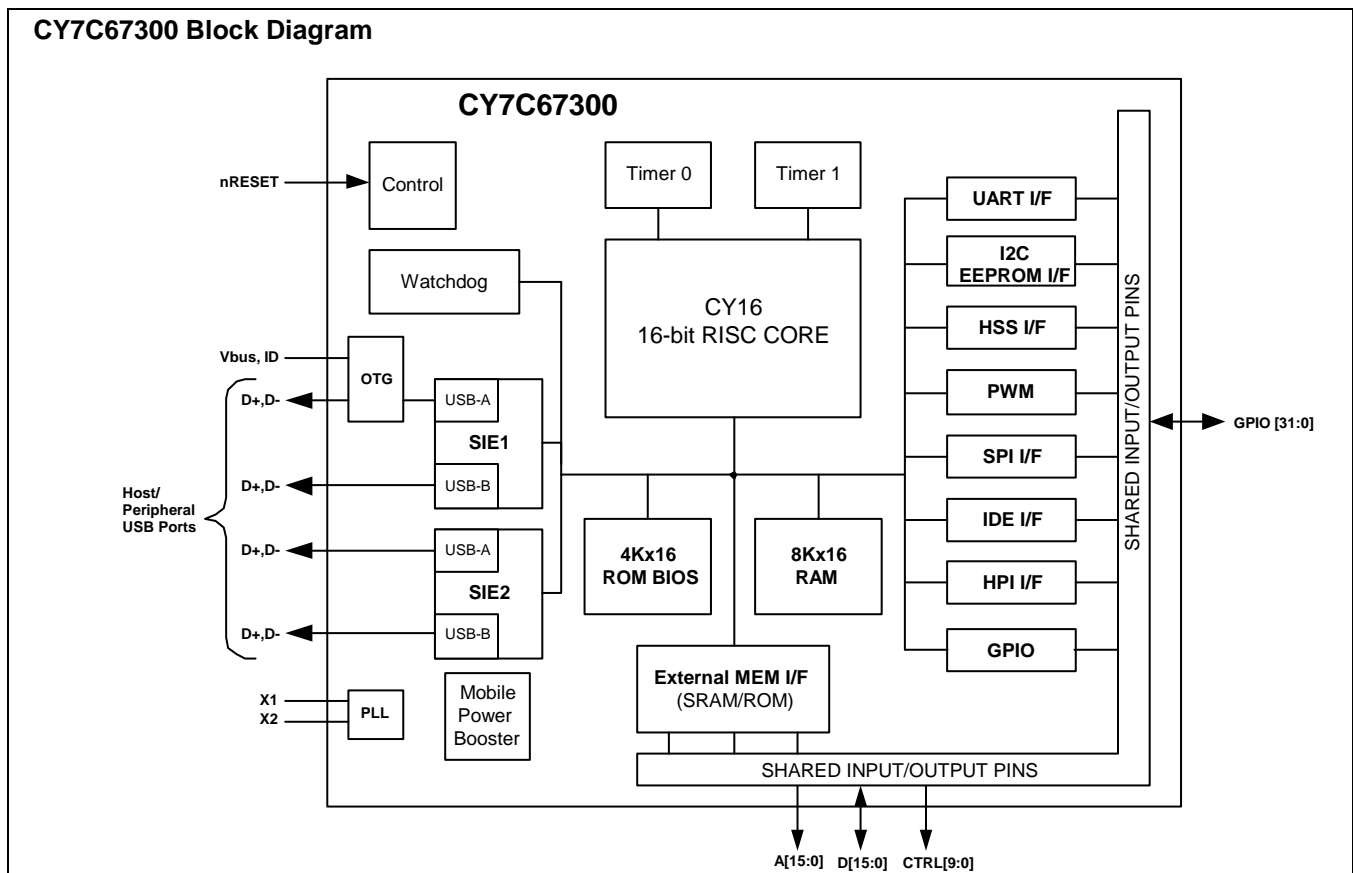 CY7C67300 Block Diagram
CY7C67300
nRESET
Control
Timer 0
Timer 1
UART I/F
I2C
EEPROM I/F
Watchdog
CY16
16-bit RISC CORE
HSS I/F
Vbus, ID
OTG
D+,D-
USB-A
SIE1
PWM
SHARED INPUT/OUTPUT PINS
GPIO [31:0]
D+,D-
USB-B
SPI I/F
Host/
Peripheral
USB Ports
D+,D-
USB-A
SIE2
4Kx16
ROM BIOS
8Kx16
RAM
IDE I/F
HPI I/F
D+,D-
USB-B
GPIO
X1
X2
PLL
Mobile
Power
Booster
External MEM I/F
(SRAM/ROM)
SHARED INPUT/OUTPUT PINS
A[15:0]
D[15:0]
CTRL[9:0]